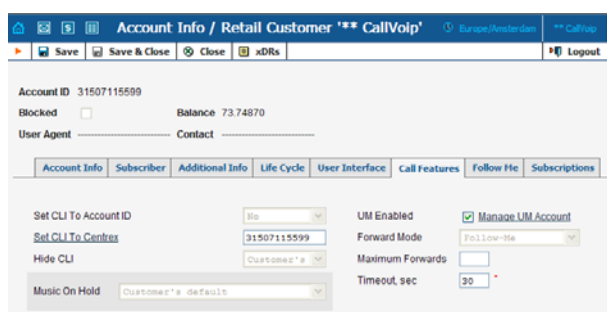 Account Info / Retail Customer '** CallVoip' Europe/Amsterdam ** CallVoip
Save Save & Close Close xDRs Logout
Account ID 31507115599
Blocked Balance 73.74870
User Agent ---------------------------- Contact ----------------------------
Account Info Subscriber Additional Info Life Cycle User Interface Call Features Follow Me Subscriptions
Set CLI To Account ID No UM Enabled Manage UM Account
Set CLI To Centrex 31507115599 Forward Mode Follow-Me
Hide CLI Customer's Maximum Forwards
Music On Hold Customer's default Timeout, sec 30 *